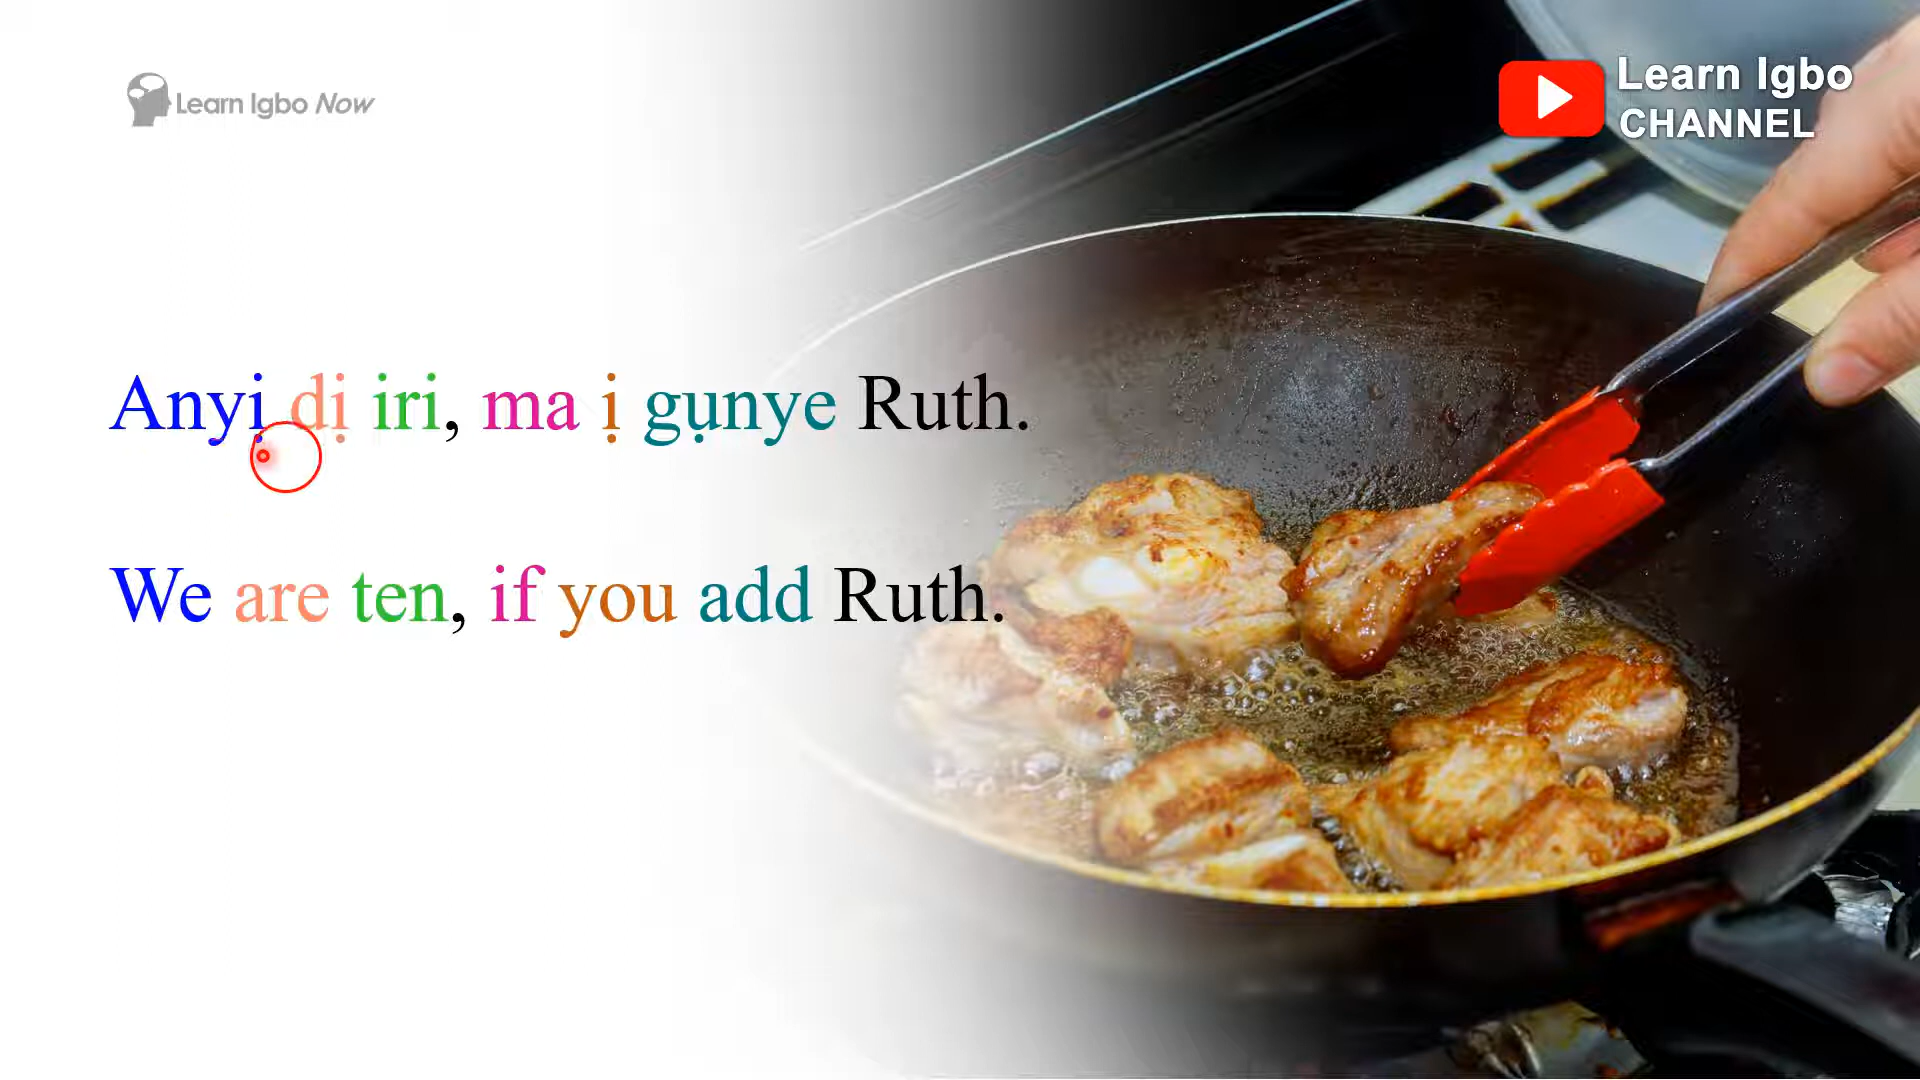 Learn Igbo Now
Learn Igbo
CHANNEL
Anyị dị iri, ma ị gụnye Ruth.
We are ten, if you add Ruth.